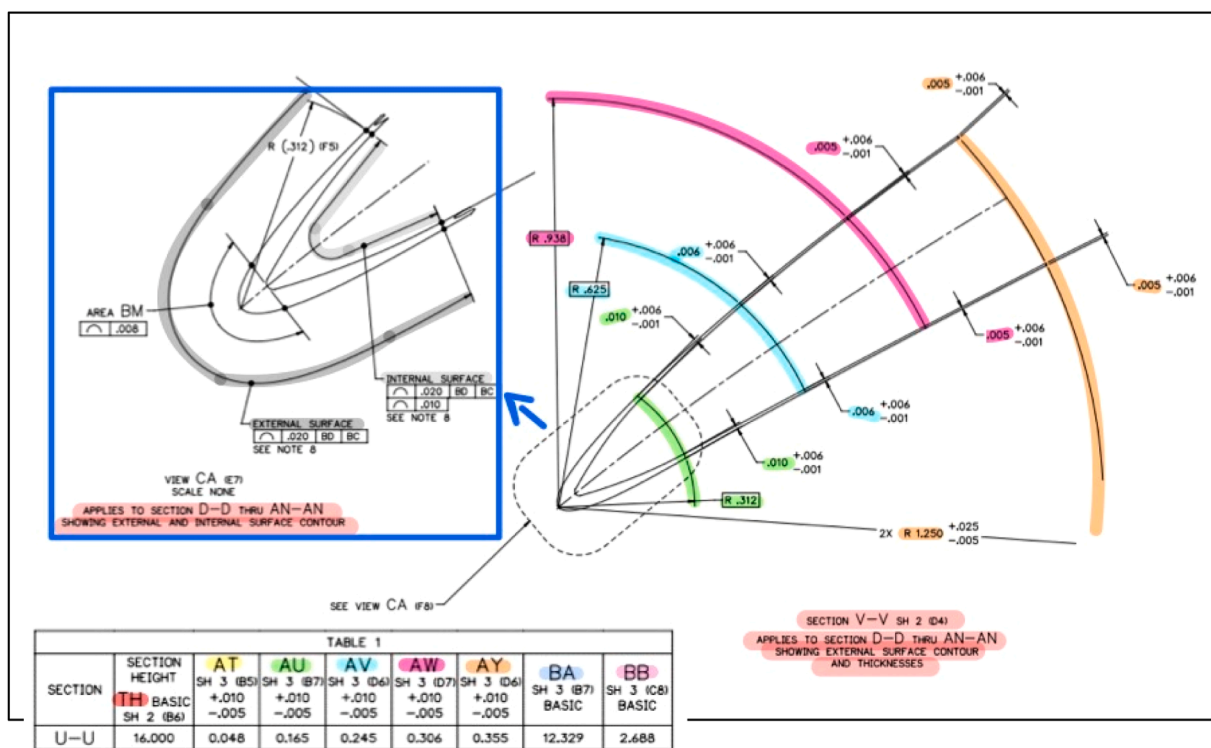 R (.312) (F5)
AREA BM
⌒ .008
INTERNAL SURFACE
⌒ .020 BD BC
⌒ .010
SEE NOTE 8
EXTERNAL SURFACE
⌒ .020 BD BC
SEE NOTE 8
VIEW CA (E7)
SCALE NONE
APPLIES TO SECTION D-D THRU AN-AN
SHOWING EXTERNAL AND INTERNAL SURFACE CONTOUR
.005 +.006 -.001
.005 +.006 -.001
R .938
.006 +.006 -.001
R .625
.010 +.006 -.001
.005 +.006 -.001
.005 +.006 -.001
.006 +.006 -.001
.010 +.006 -.001
R .312
2X R 1.250 +.025 -.005
SEE VIEW CA (F8)
SECTION V-V SH 2 (D4)
APPLIES TO SECTION D-D THRU AN-AN
SHOWING EXTERNAL SURFACE CONTOUR
AND THICKNESSES
TABLE 1
SECTION
SECTION HEIGHT TH BASIC SH 2 (B6)
AT SH 3 (B5) +.010 -.005
AU SH 3 (B7) +.010 -.005
AV SH 3 (D6) +.010 -.005
AW SH 3 (D7) +.010 -.005
AY SH 3 (D6) +.010 -.005
BA SH 3 (B7) BASIC
BB SH 3 (C8) BASIC
U-U 16.000 0.048 0.165 0.245 0.306 0.355 12.329 2.688